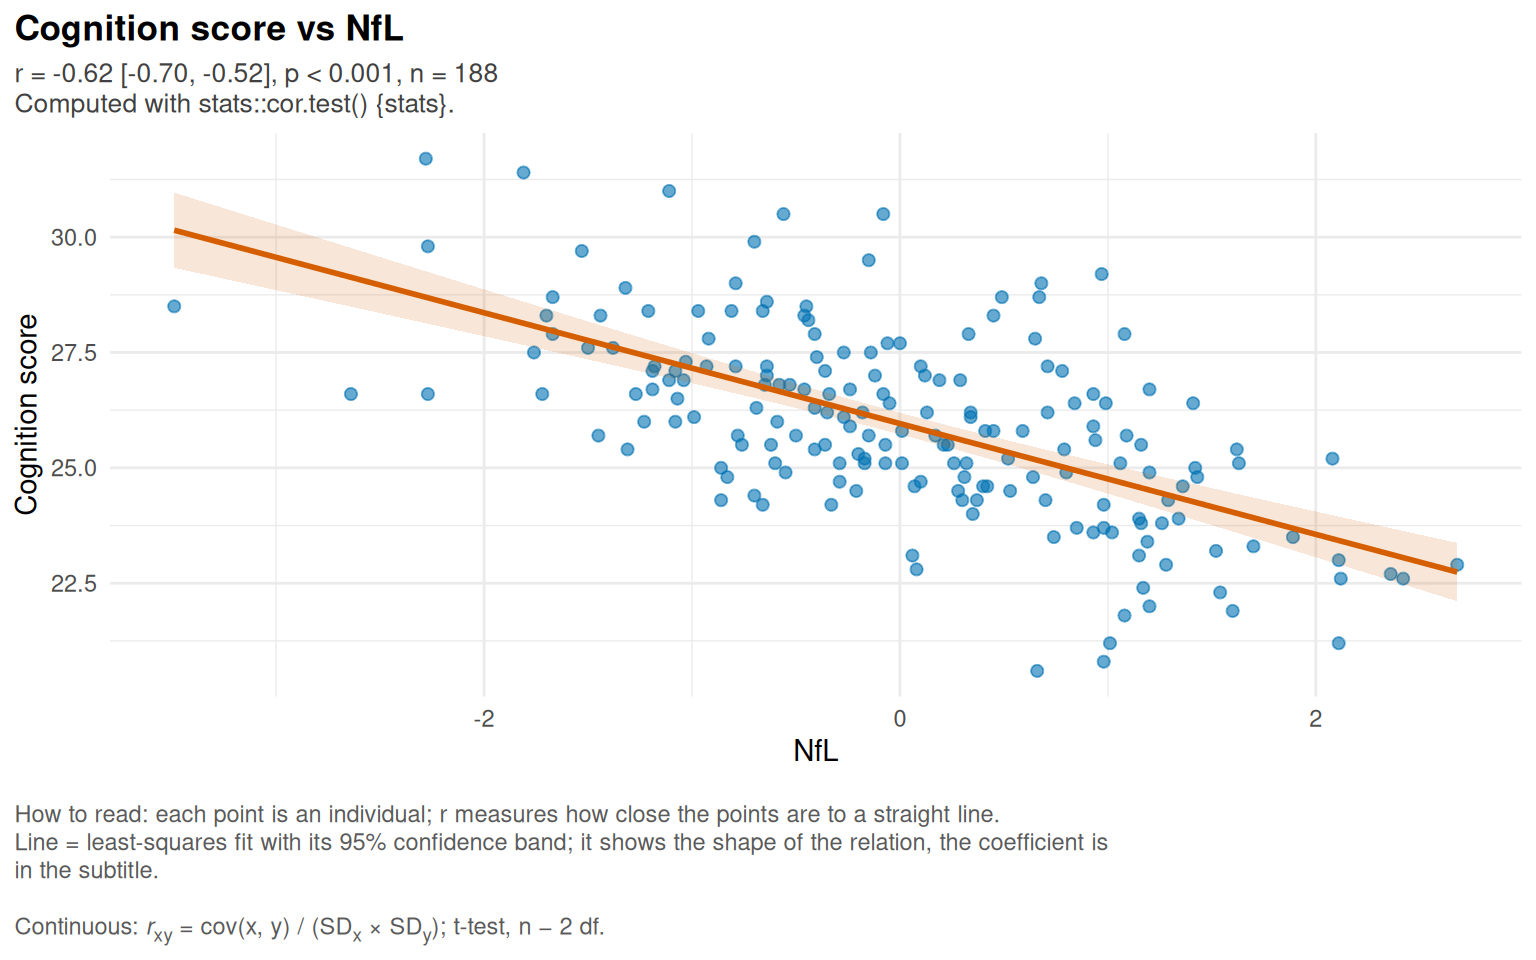 Cognition score vs NfL
r = -0.62 [-0.70, -0.52], p < 0.001, n = 188
Computed with stats::cor.test() {stats}.
30.0
27.5
25.0
22.5
Cognition score
-2 0 2
NfL
How to read: each point is an individual; r measures how close the points are to a straight line.
Line = least-squares fit with its 95% confidence band; it shows the shape of the relation, the coefficient is
in the subtitle.
Continuous: rxy = cov(x, y) / (SDx × SDy); t-test, n − 2 df.